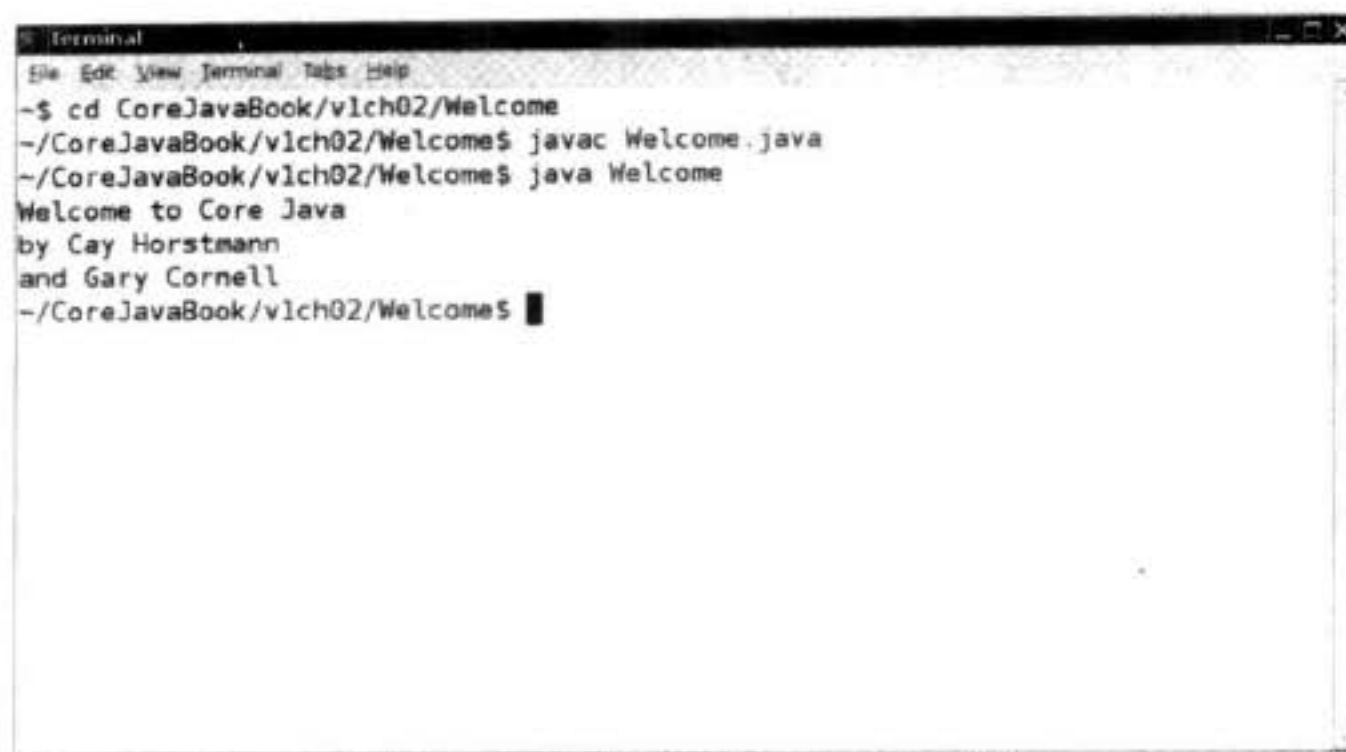 Terminal
File Edit View Terminal Tabs Help
~$ cd CoreJavaBook/v1ch02/Welcome
~/CoreJavaBook/v1ch02/Welcome$ javac Welcome.java
~/CoreJavaBook/v1ch02/Welcome$ java Welcome
Welcome to Core Java
by Cay Horstmann
and Gary Cornell
~/CoreJavaBook/v1ch02/Welcome$